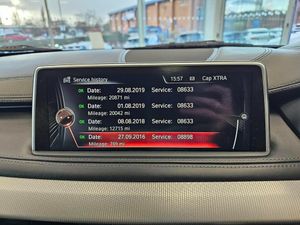 Service history
15:57 Cap XTRA
OK Date: 29.08.2019 Service: 08633
Mileage: 20871 mi
OK Date: 01.08.2019 Service: 08633
Mileage: 20042 mi
OK Date: 08.08.2018 Service: 08633
Mileage: 12715 mi
OK Date: 27.09.2016 Service: 08898
Mileage: 769 mi